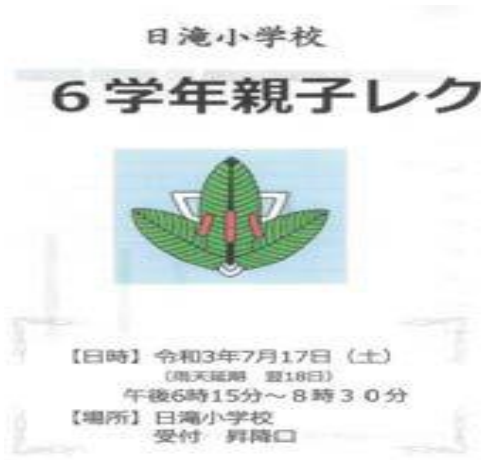 日滝小学校
6学年親子レク
【日時】令和3年7月17日（土）
（雨天延期 翌18日）
午後6時15分～8時30分
【場所】日滝小学校
受付 昇降口